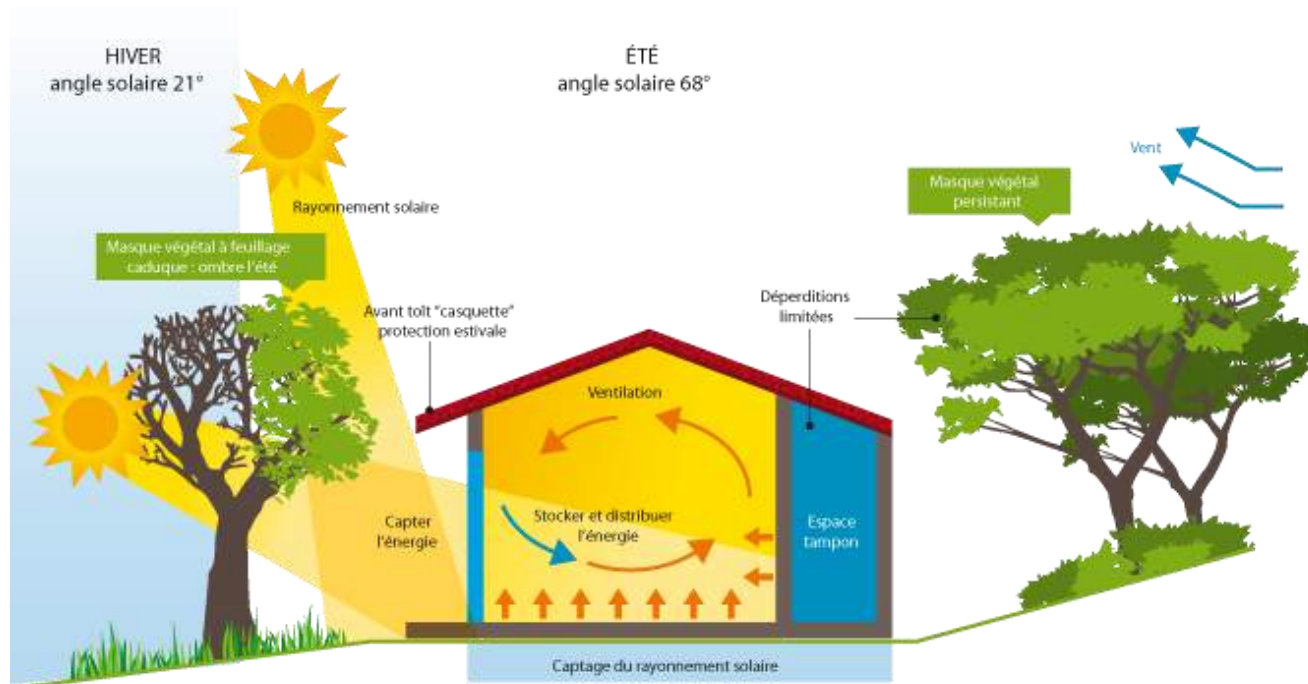 HIVER
angle solaire 21°
ÉTÉ
angle solaire 68°
Vent
Masque végétal
persistant
Rayonnement solaire
Masque végétal à feuillage
caduque : ombre l'été
Avant toît "casquette"
protection estivale
Déperditions
limitées
Ventilation
Capter
l'énergie
Stocker et distribuer
l'énergie
Espace
tampon
Captage du rayonnement solaire